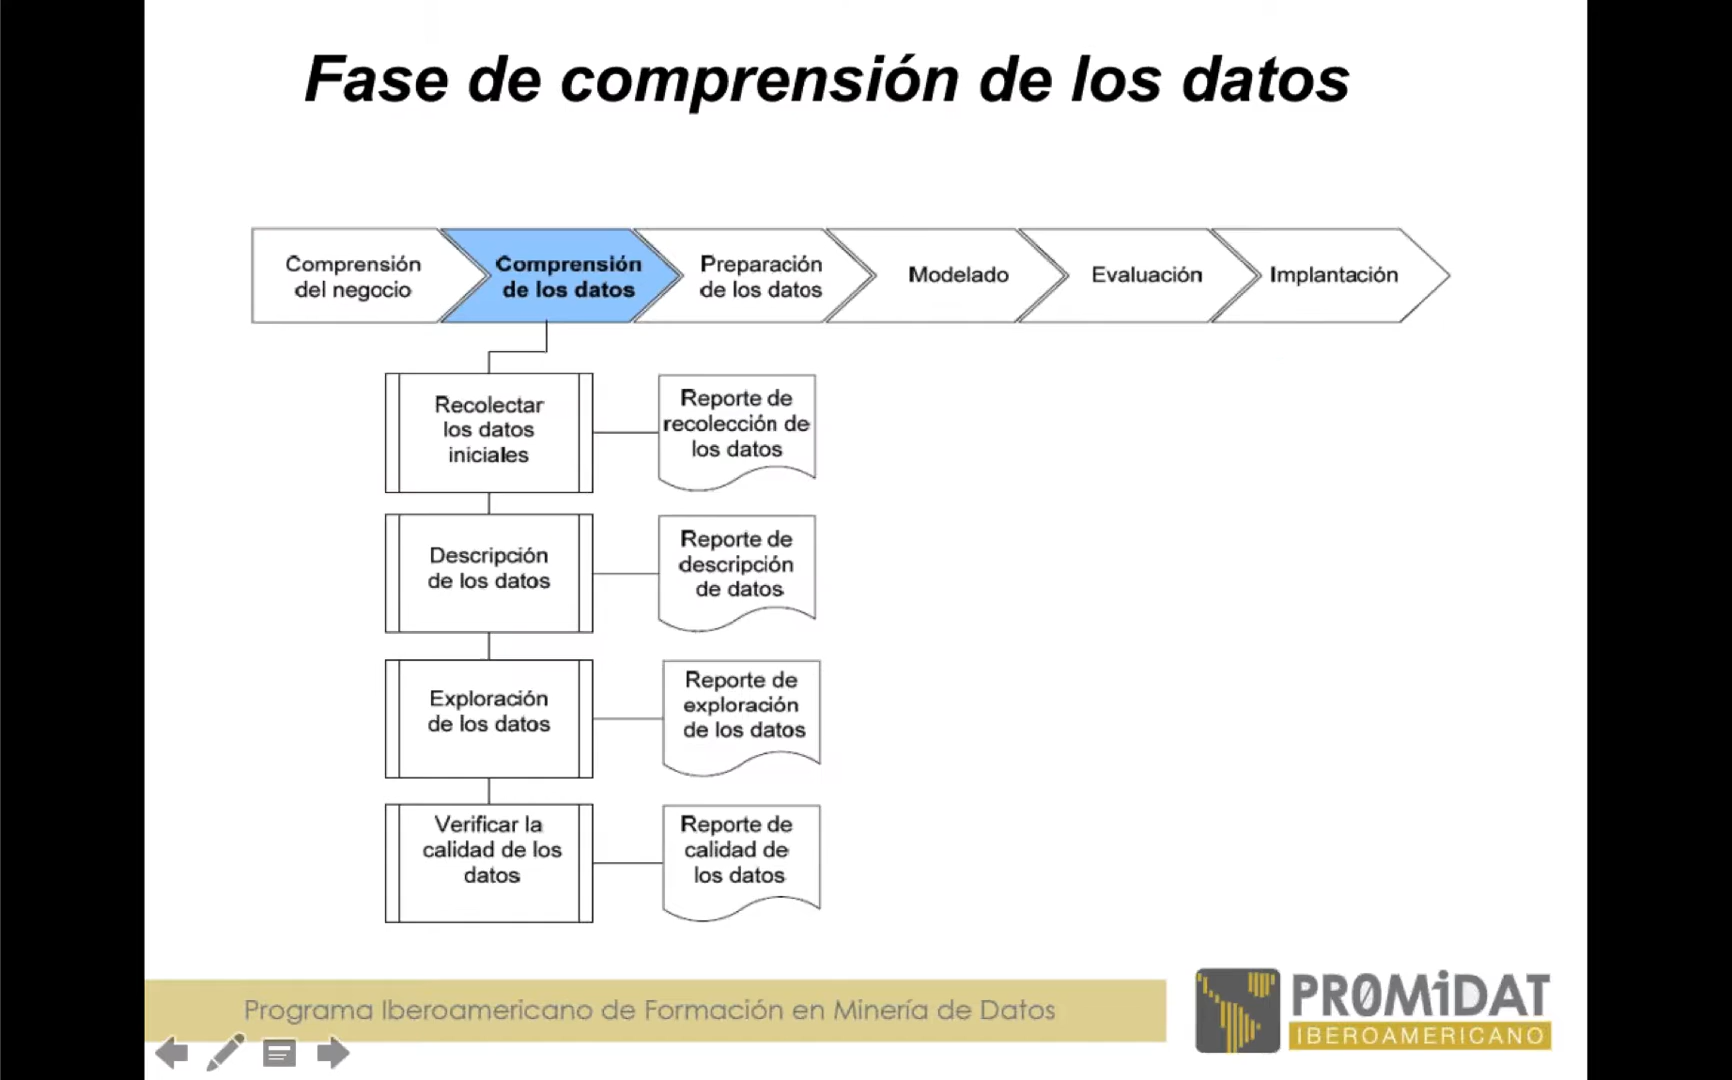 Fase de comprensión de los datos
Comprensión
del negocio
Comprensión
de los datos
Preparación
de los datos
Modelado
Evaluación
Implantación
Recolectar
los datos
iniciales
Reporte de
recolección de
los datos
Descripción
de los datos
Reporte de
descripción
de datos
Exploración
de los datos
Reporte de
exploración
de los datos
Verificar la
calidad de los
datos
Reporte de
calidad de
los datos
Programa Iberoamericano de Formación en Minería de Datos
PR0MiDAT
IBEROAMERICANO